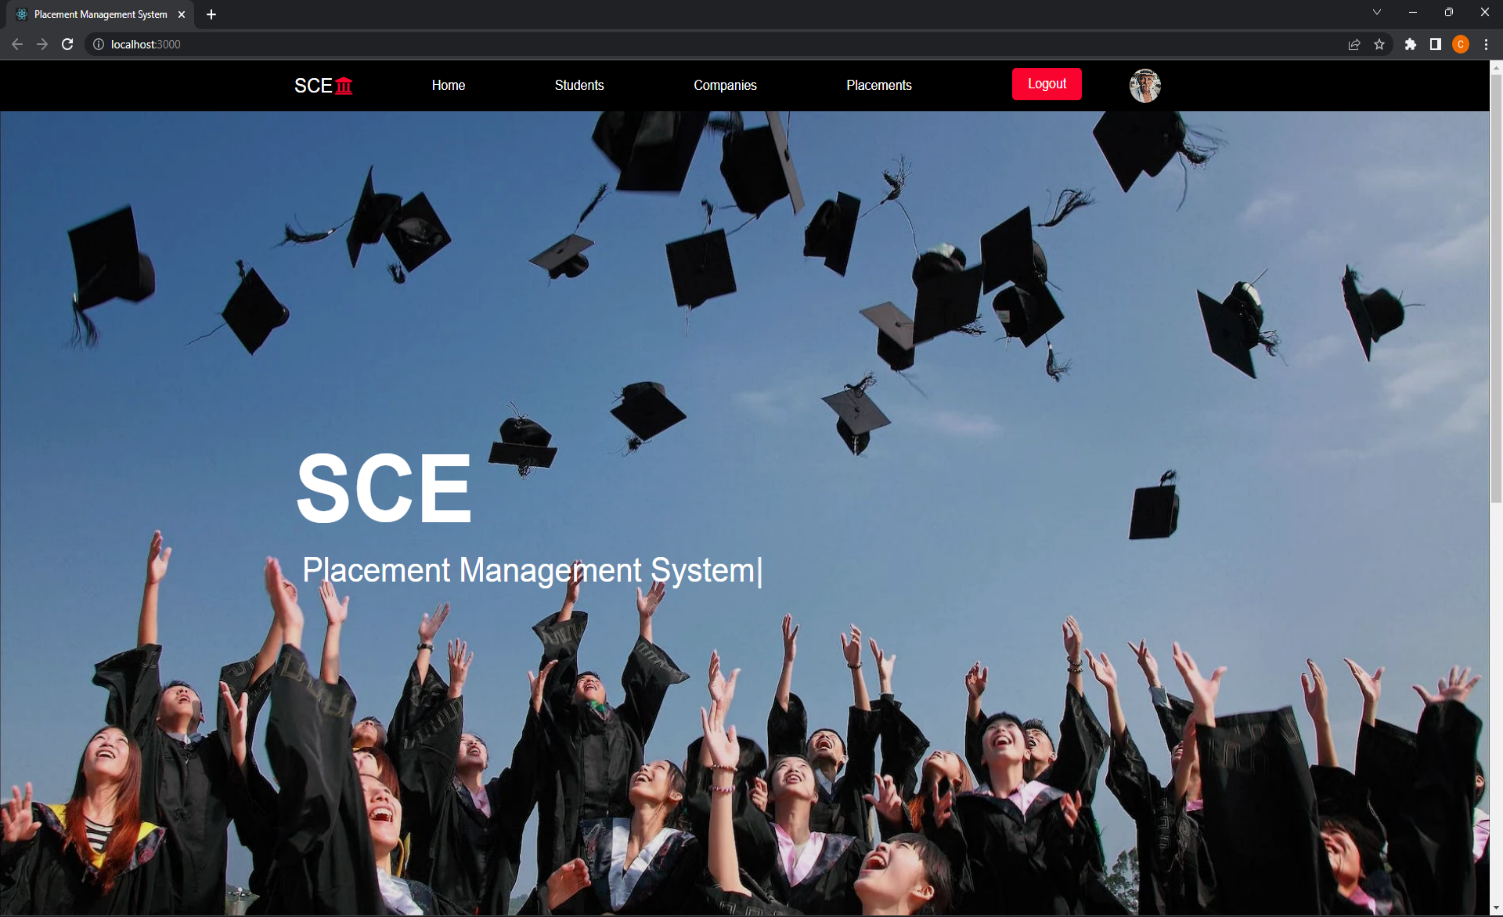 Placement Management System
localhost:3000
C
SCE
Home
Students
Companies
Placements
Logout
SCE
Placement Management System|